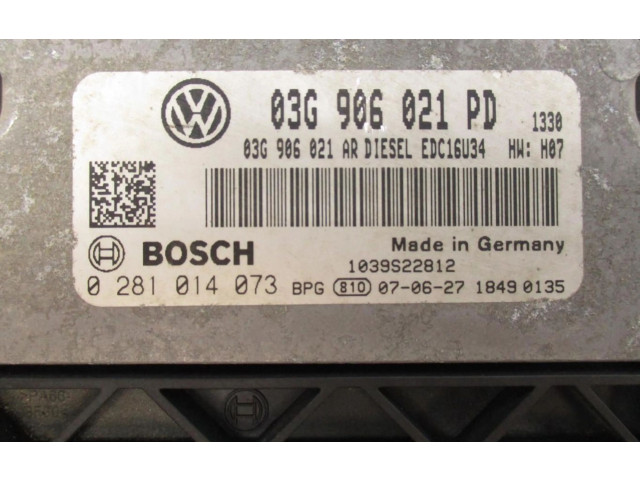 03G 906 021 PD 1330
03G 906 021 AR DIESEL EDC16U34 HW: H07
BOSCH Made in Germany
1039S22812
0 281 014 073 BPG 810 07-06-27 1849 0135